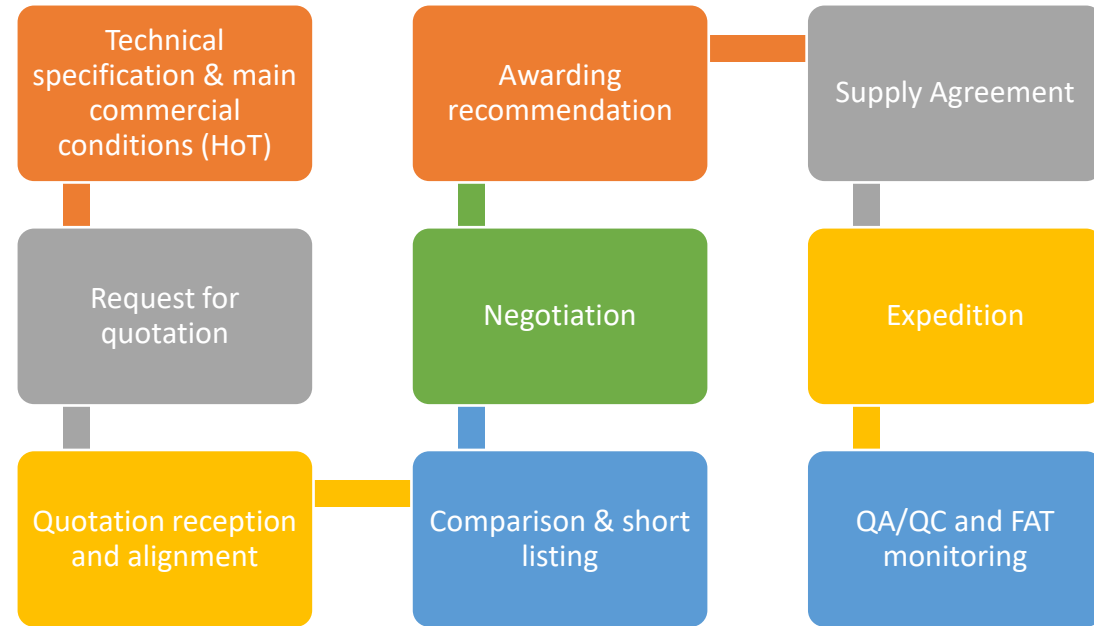 Technical
specification & main
commercial
conditions (HoT)
Request for
quotation
Quotation reception
and alignment
Comparison & short
listing
Negotiation
Awarding
recommendation
Supply Agreement
Expedition
QA/QC and FAT
monitoring